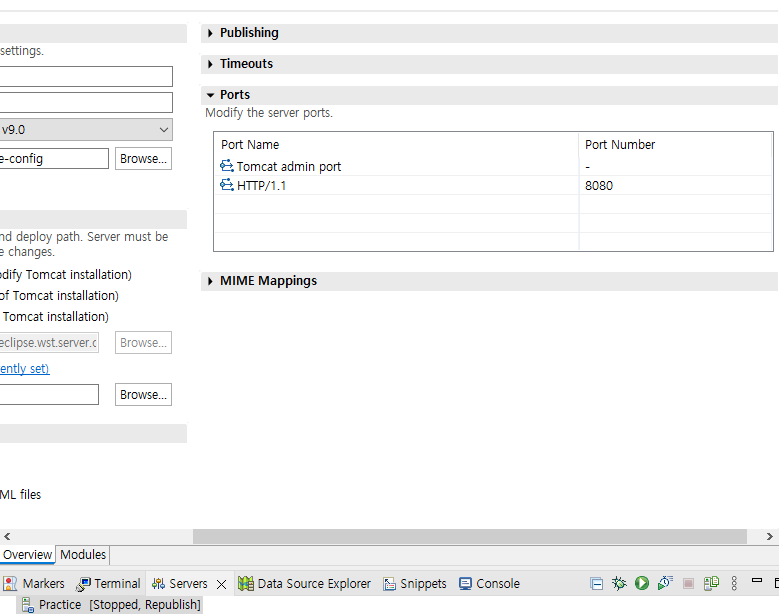 settings.
v9.0
e-config
Browse...
nd deploy path. Server must be
e changes.
odify Tomcat installation)
of Tomcat installation)
Tomcat installation)
eclipse.wst.server.c
Browse...
ently set)
Browse...
ML files
Publishing
Timeouts
Ports
Modify the server ports.
Port Name Port Number
Tomcat admin port -
HTTP/1.1 8080
MIME Mappings
Overview Modules
Markers Terminal Servers Data Source Explorer Snippets Console
Practice [Stopped, Republish]